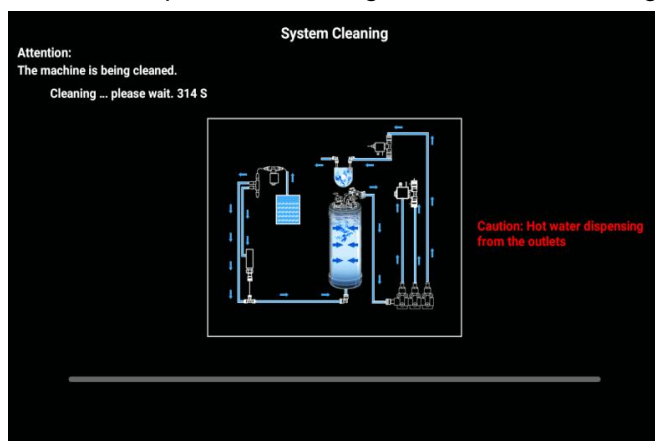 System Cleaning
Attention:
The machine is being cleaned.
Cleaning ... please wait. 314 S
Caution: Hot water dispensing
from the outlets